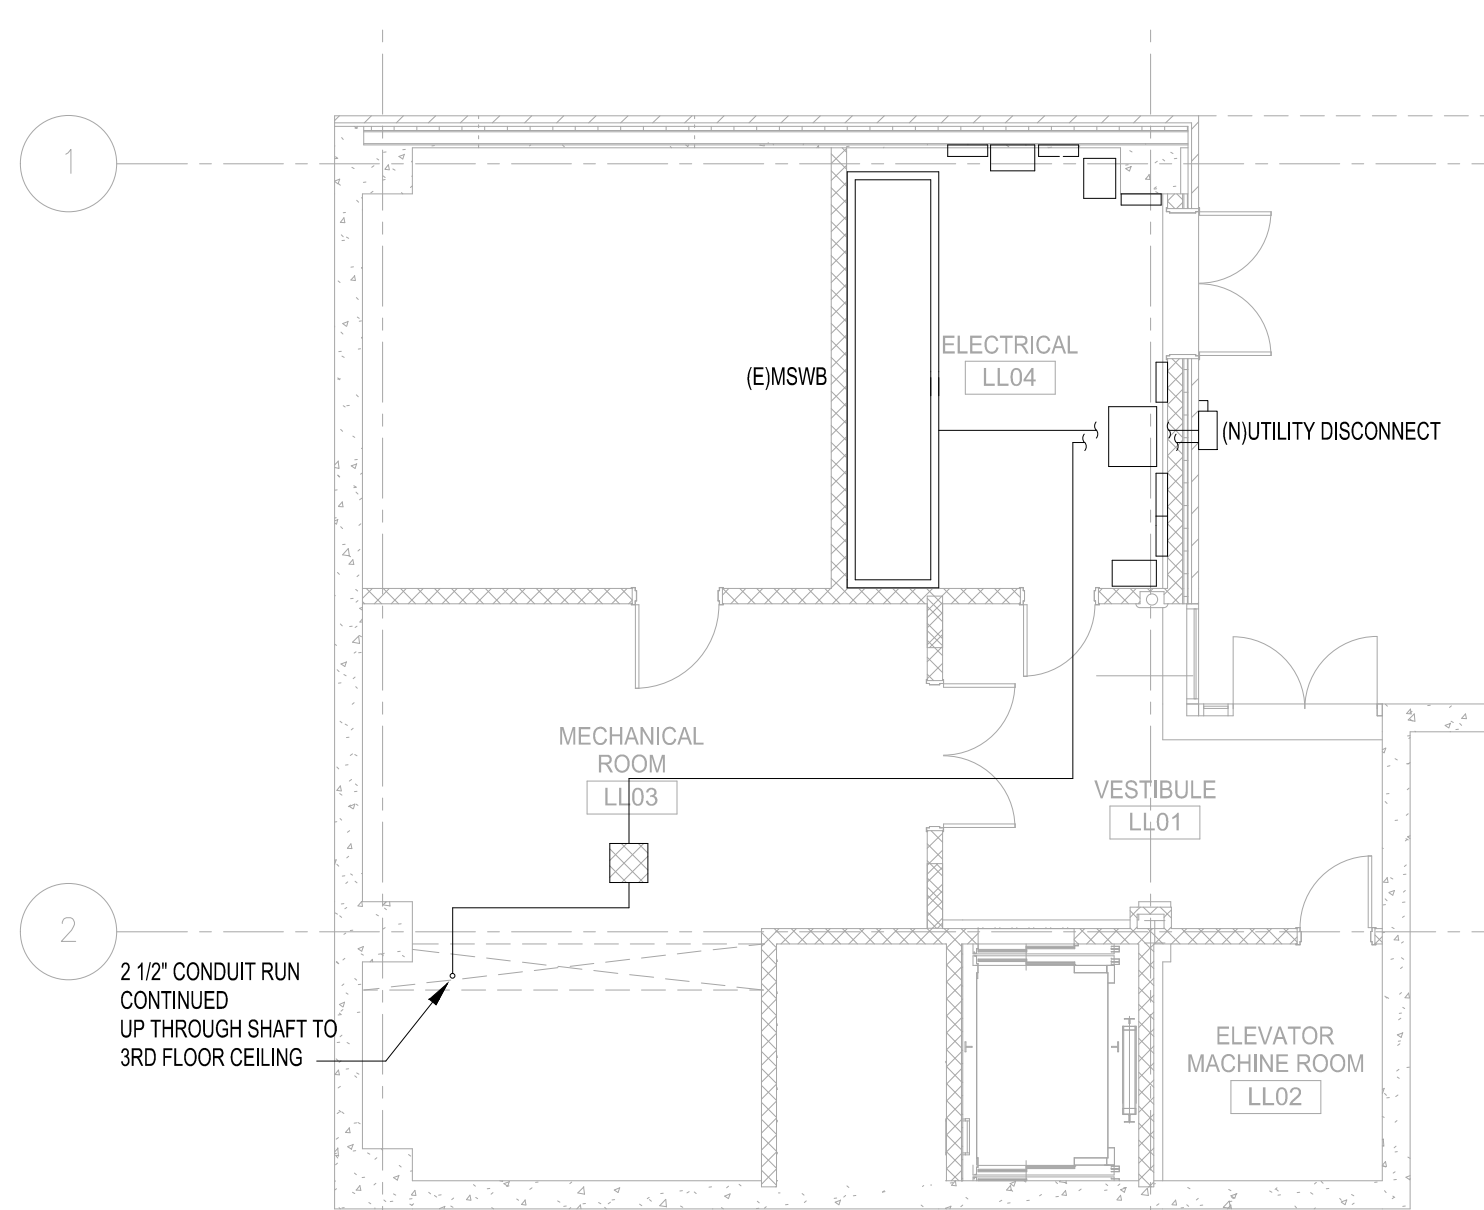 1
ELECTRICAL
LL04
(E)MSWB
(N)UTILITY DISCONNECT
MECHANICAL
ROOM
LL03
VESTIBULE
LL01
2
2 1/2" CONDUIT RUN
CONTINUED
UP THROUGH SHAFT TO
3RD FLOOR CEILING
ELEVATOR
MACHINE ROOM
LL02